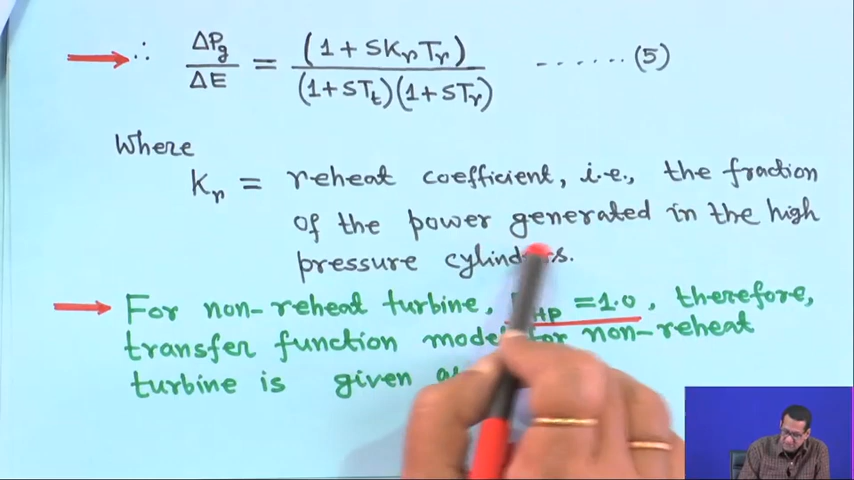 ∴ ΔPg/ΔE = (1+SKrTr)/((1+STt)(1+STr)) ....... (5)
Where
Kr = reheat coefficient, i.e., the fraction
of the power generated in the high
pressure cylinders.
For non-reheat turbine, =1.0, therefore,
transfer function model for non-reheat
turbine is given